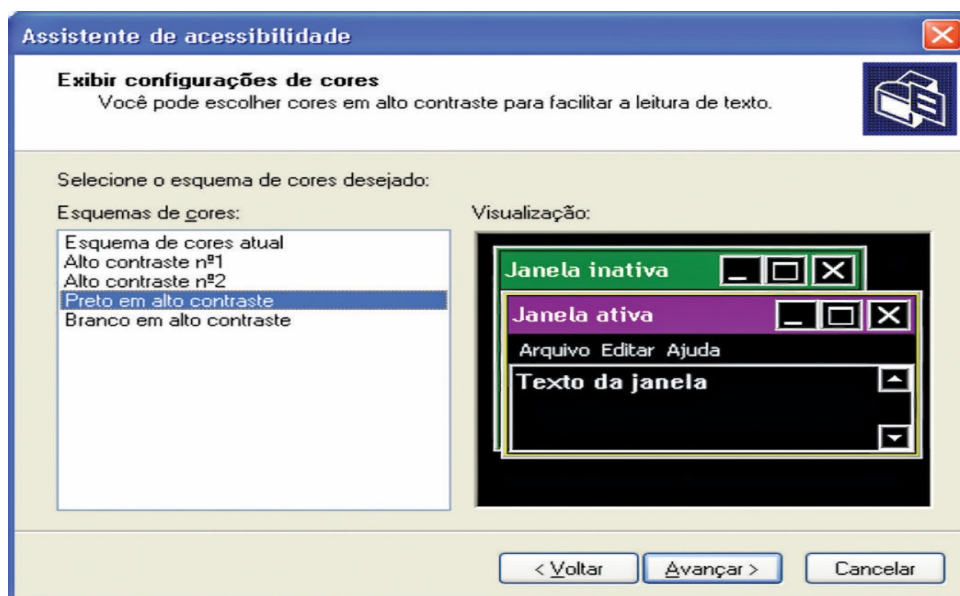 Assistente de acessibilidade
Exibir configurações de cores
Você pode escolher cores em alto contraste para facilitar a leitura de texto.
Selecione o esquema de cores desejado:
Esquemas de cores:
Esquema de cores atual
Alto contraste nº1
Alto contraste nº2
Preto em alto contraste
Branco em alto contraste
Visualização:
Janela inativa
Janela ativa
Arquivo Editar Ajuda
Texto da janela
< Voltar
Avançar >
Cancelar